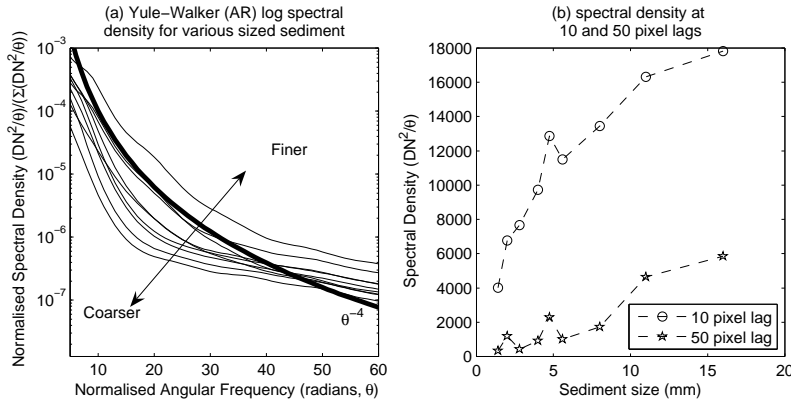 (a) Yule−Walker (AR) log spectral
density for various sized sediment
Normalised Spectral Density (DN²/θ)/(Σ(DN²/θ))
10⁻³
10⁻⁴
10⁻⁵
10⁻⁶
10⁻⁷
Finer
Coarser
θ⁻⁴
10 20 30 40 50 60
Normalised Angular Frequency (radians, θ)
(b) spectral density at
10 and 50 pixel lags
Spectral Density (DN²/θ)
18000
16000
14000
12000
10000
8000
6000
4000
2000
0
10 pixel lag
50 pixel lag
0 5 10 15 20
Sediment size (mm)